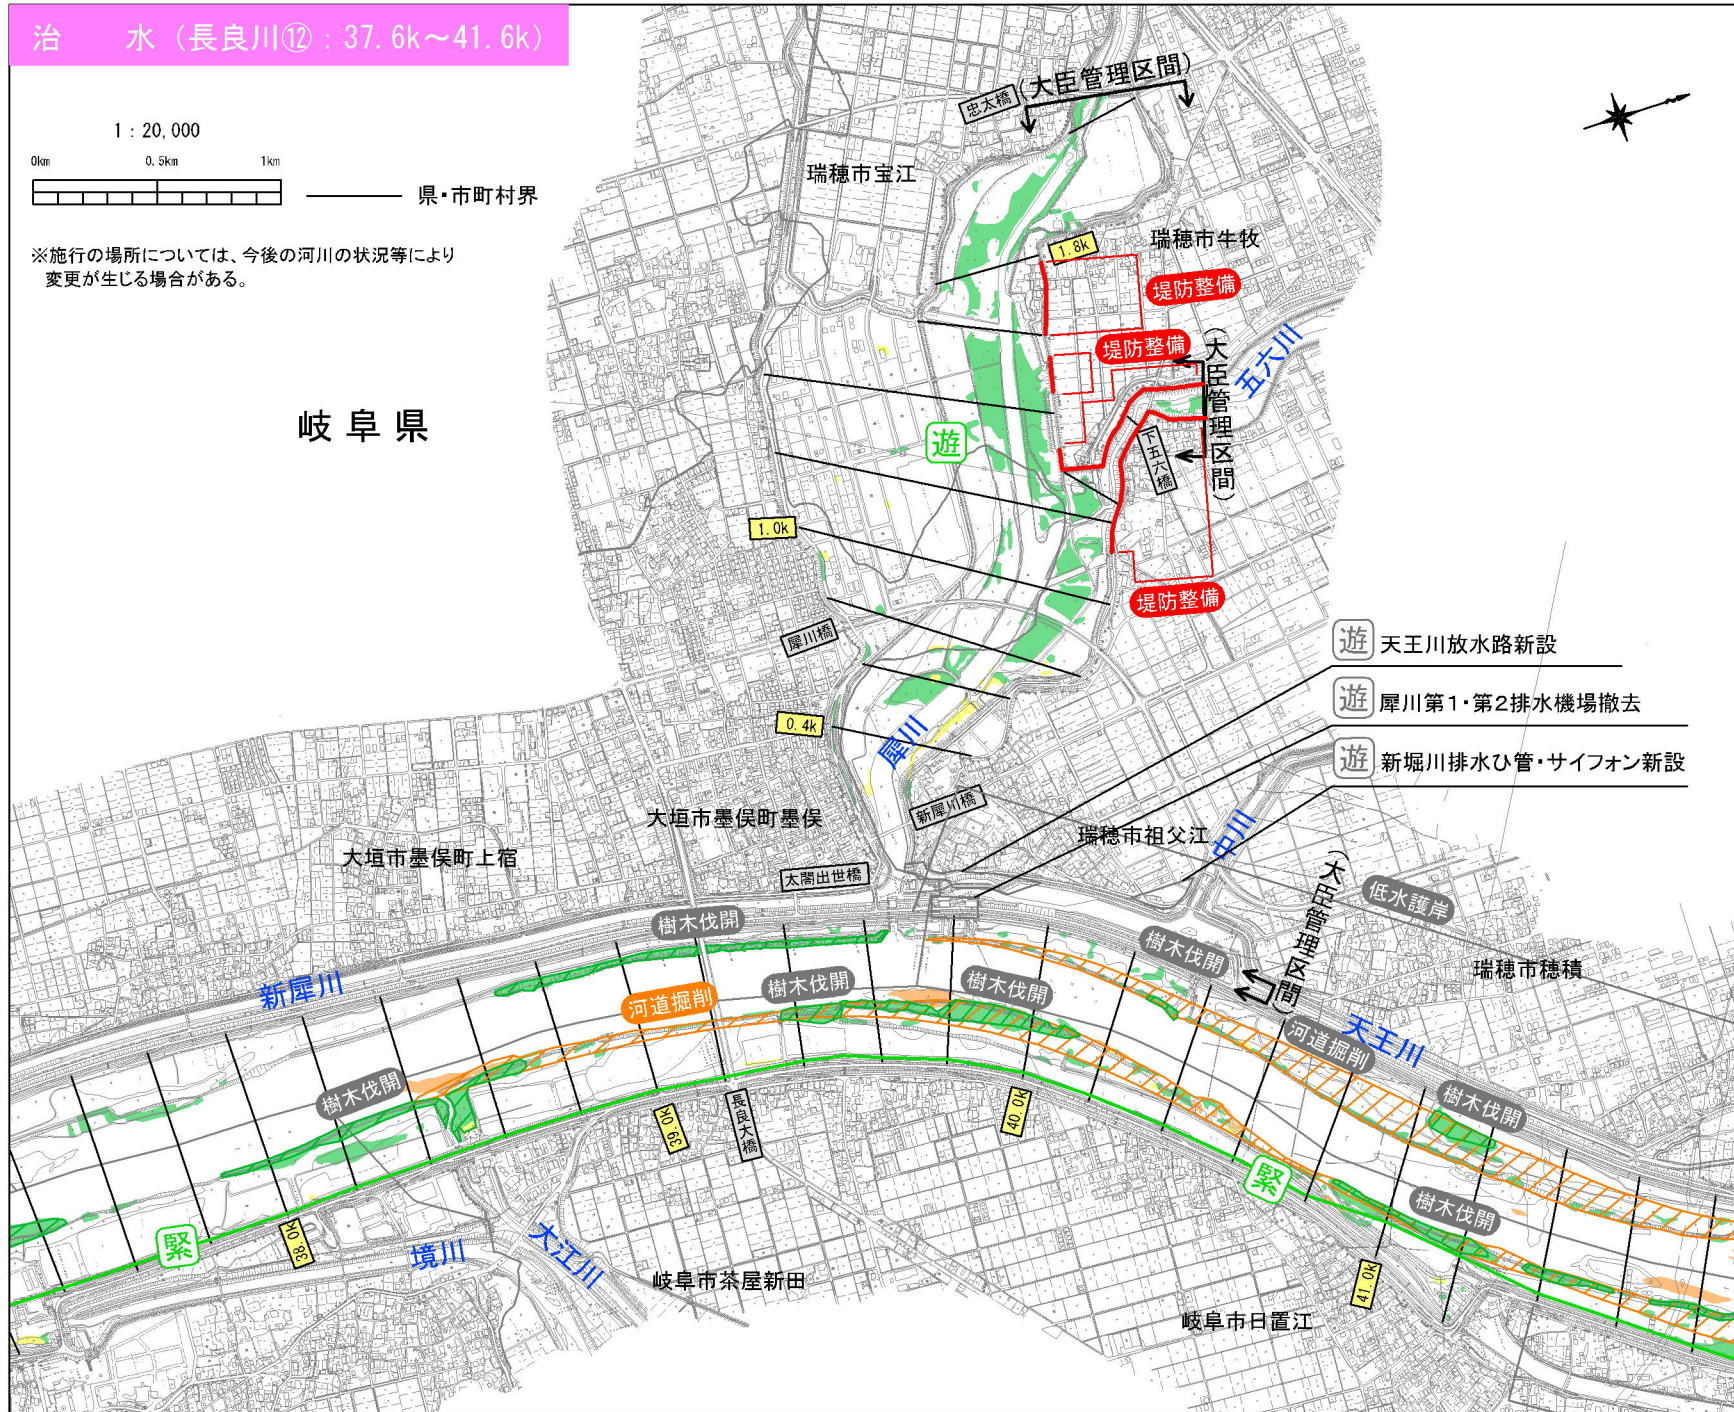 治　水（長良川⑫：37.6k～41.6k）
1：20,000
0km 0.5km 1km
県・市町村界
※施行の場所については、今後の河川の状況等により
変更が生じる場合がある。
岐阜県
忠太橋
(大臣管理区間)
瑞穂市宝江
瑞穂市牛牧
1.8k
堤防整備
堤防整備
(大臣管理区間)
五六川
下五六橋
遊
1.0k
堤防整備
犀川橋
0.4k
犀川
遊 天王川放水路新設
遊 犀川第1・第2排水機場撤去
遊 新堀川排水ひ管・サイフォン新設
新犀川橋
大垣市墨俣町墨俣
大垣市墨俣町上宿
瑞穂市祖父江
中川
太閤出世橋
(大臣管理区間)
低水護岸
樹木伐開
樹木伐開
瑞穂市穂積
新犀川
河道掘削
樹木伐開
樹木伐開
河道掘削
天王川
樹木伐開
樹木伐開
39.0k
長良大橋
40.0k
緊
樹木伐開
緊
38.0k
境川
大江川
岐阜市茶屋新田
41.0k
岐阜市日置江